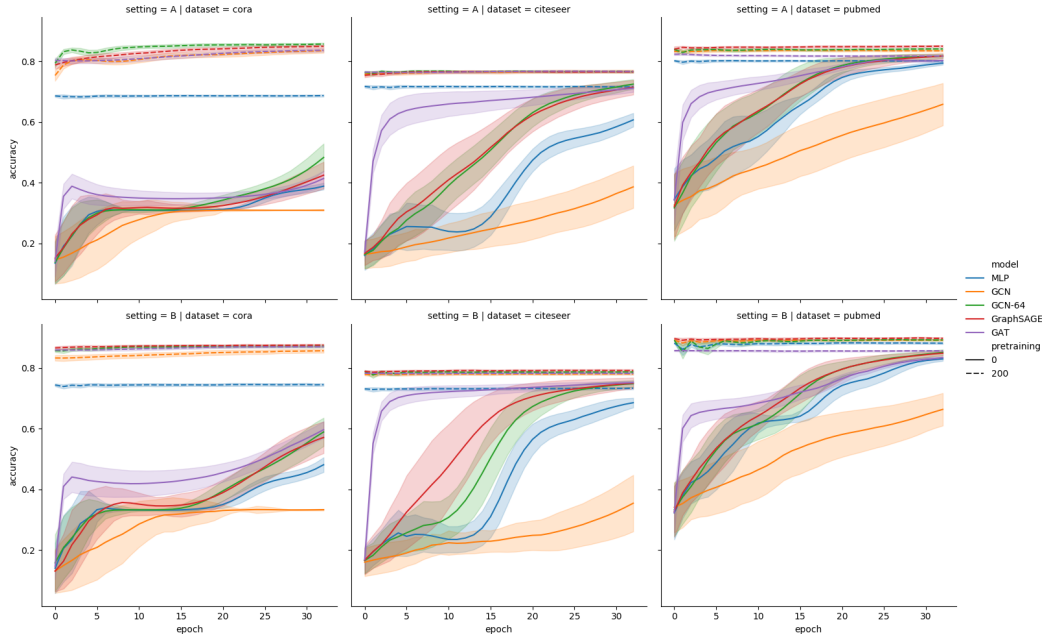 setting = A | dataset = cora
setting = A | dataset = citeseer
setting = A | dataset = pubmed
accuracy
0.8
0.6
0.4
0.2
setting = B | dataset = cora
setting = B | dataset = citeseer
setting = B | dataset = pubmed
accuracy
0.8
0.6
0.4
0.2
0 5 10 15 20 25 30
0 5 10 15 20 25 30
0 5 10 15 20 25 30
epoch
epoch
epoch
model
MLP
GCN
GCN-64
GraphSAGE
GAT
pretraining
0
200